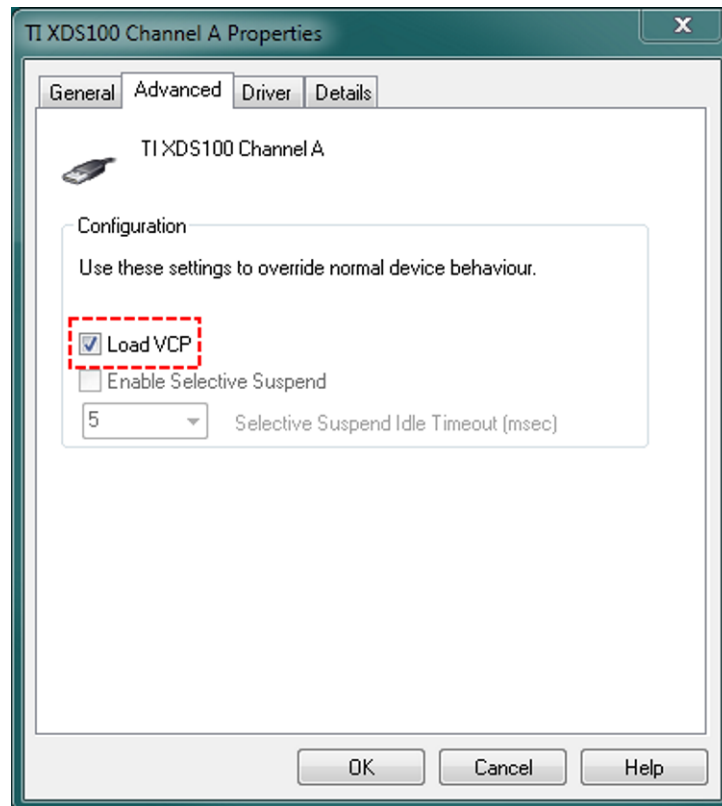 TI XDS100 Channel A Properties
X
General Advanced Driver Details
TI XDS100 Channel A
Configuration
Use these settings to override normal device behaviour.
Load VCP
Enable Selective Suspend
5 Selective Suspend Idle Timeout (msec)
OK Cancel Help